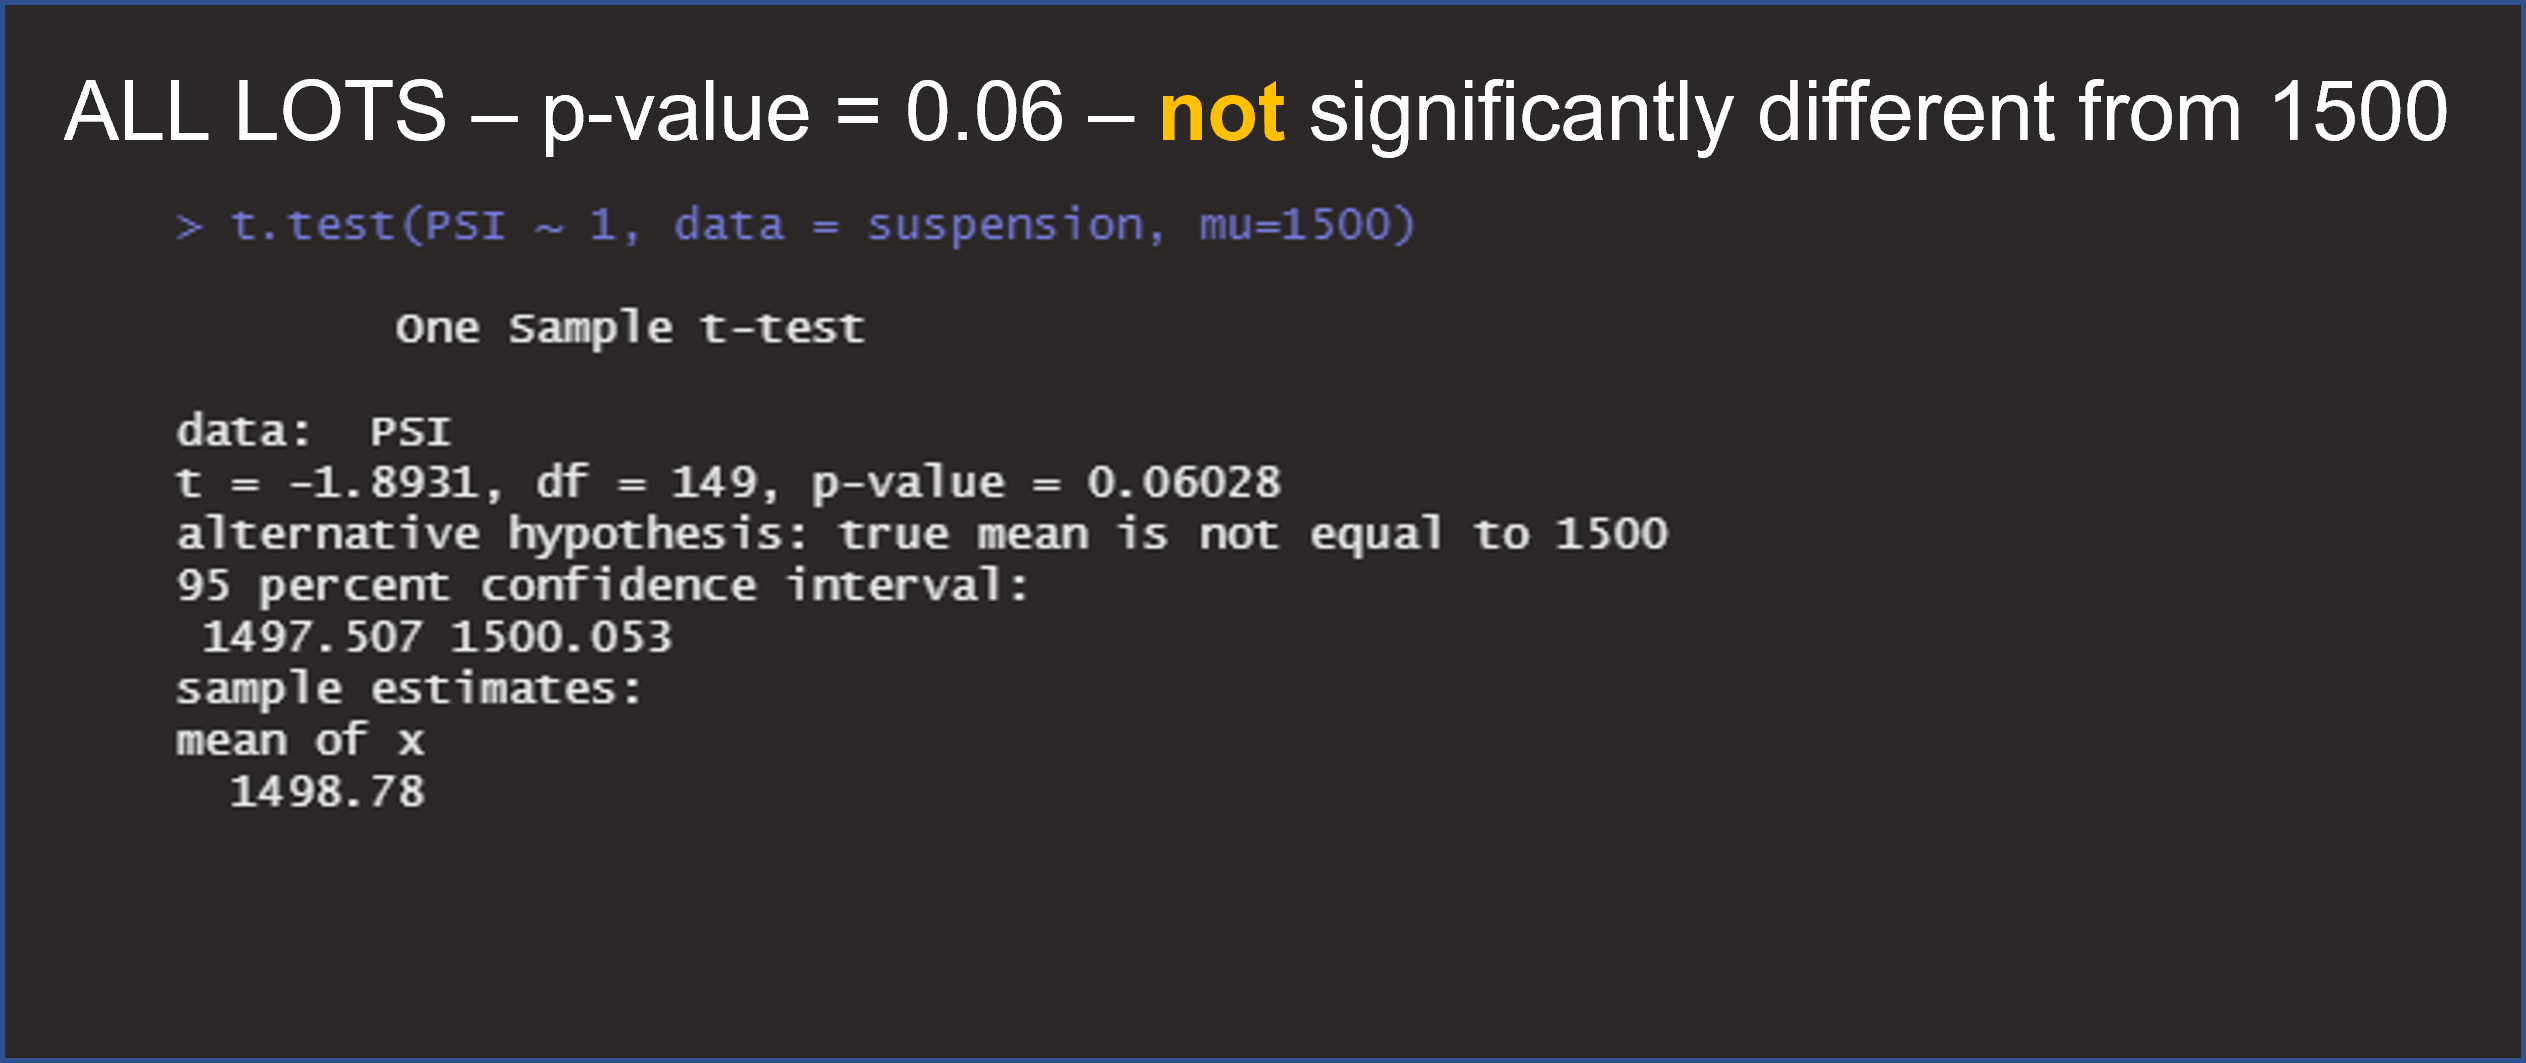 ALL LOTS – p-value = 0.06 – not significantly different from 1500
> t.test(PSI ~ 1, data = suspension, mu=1500)
One Sample t-test
data:  PSI
t = -1.8931, df = 149, p-value = 0.06028
alternative hypothesis: true mean is not equal to 1500
95 percent confidence interval:
1497.507 1500.053
sample estimates:
mean of x
1498.78